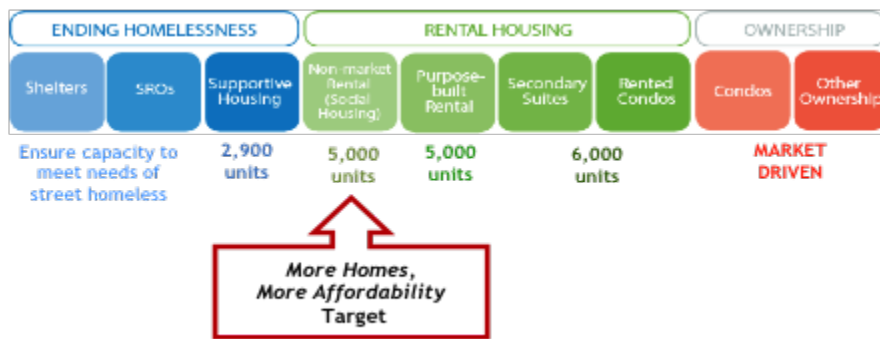 ENDING HOMELESSNESS
RENTAL HOUSING
OWNERSHIP
Shelters
SROs
Supportive
Housing
Non-market
Rental
(Social
Housing)
Purpose-
built
Rental
Secondary
Suites
Rented
Condos
Condos
Other
Ownership
Ensure capacity to
meet needs of
street homeless
2,900
units
5,000
units
5,000
units
6,000
units
MARKET
DRIVEN
More Homes,
More Affordability
Target